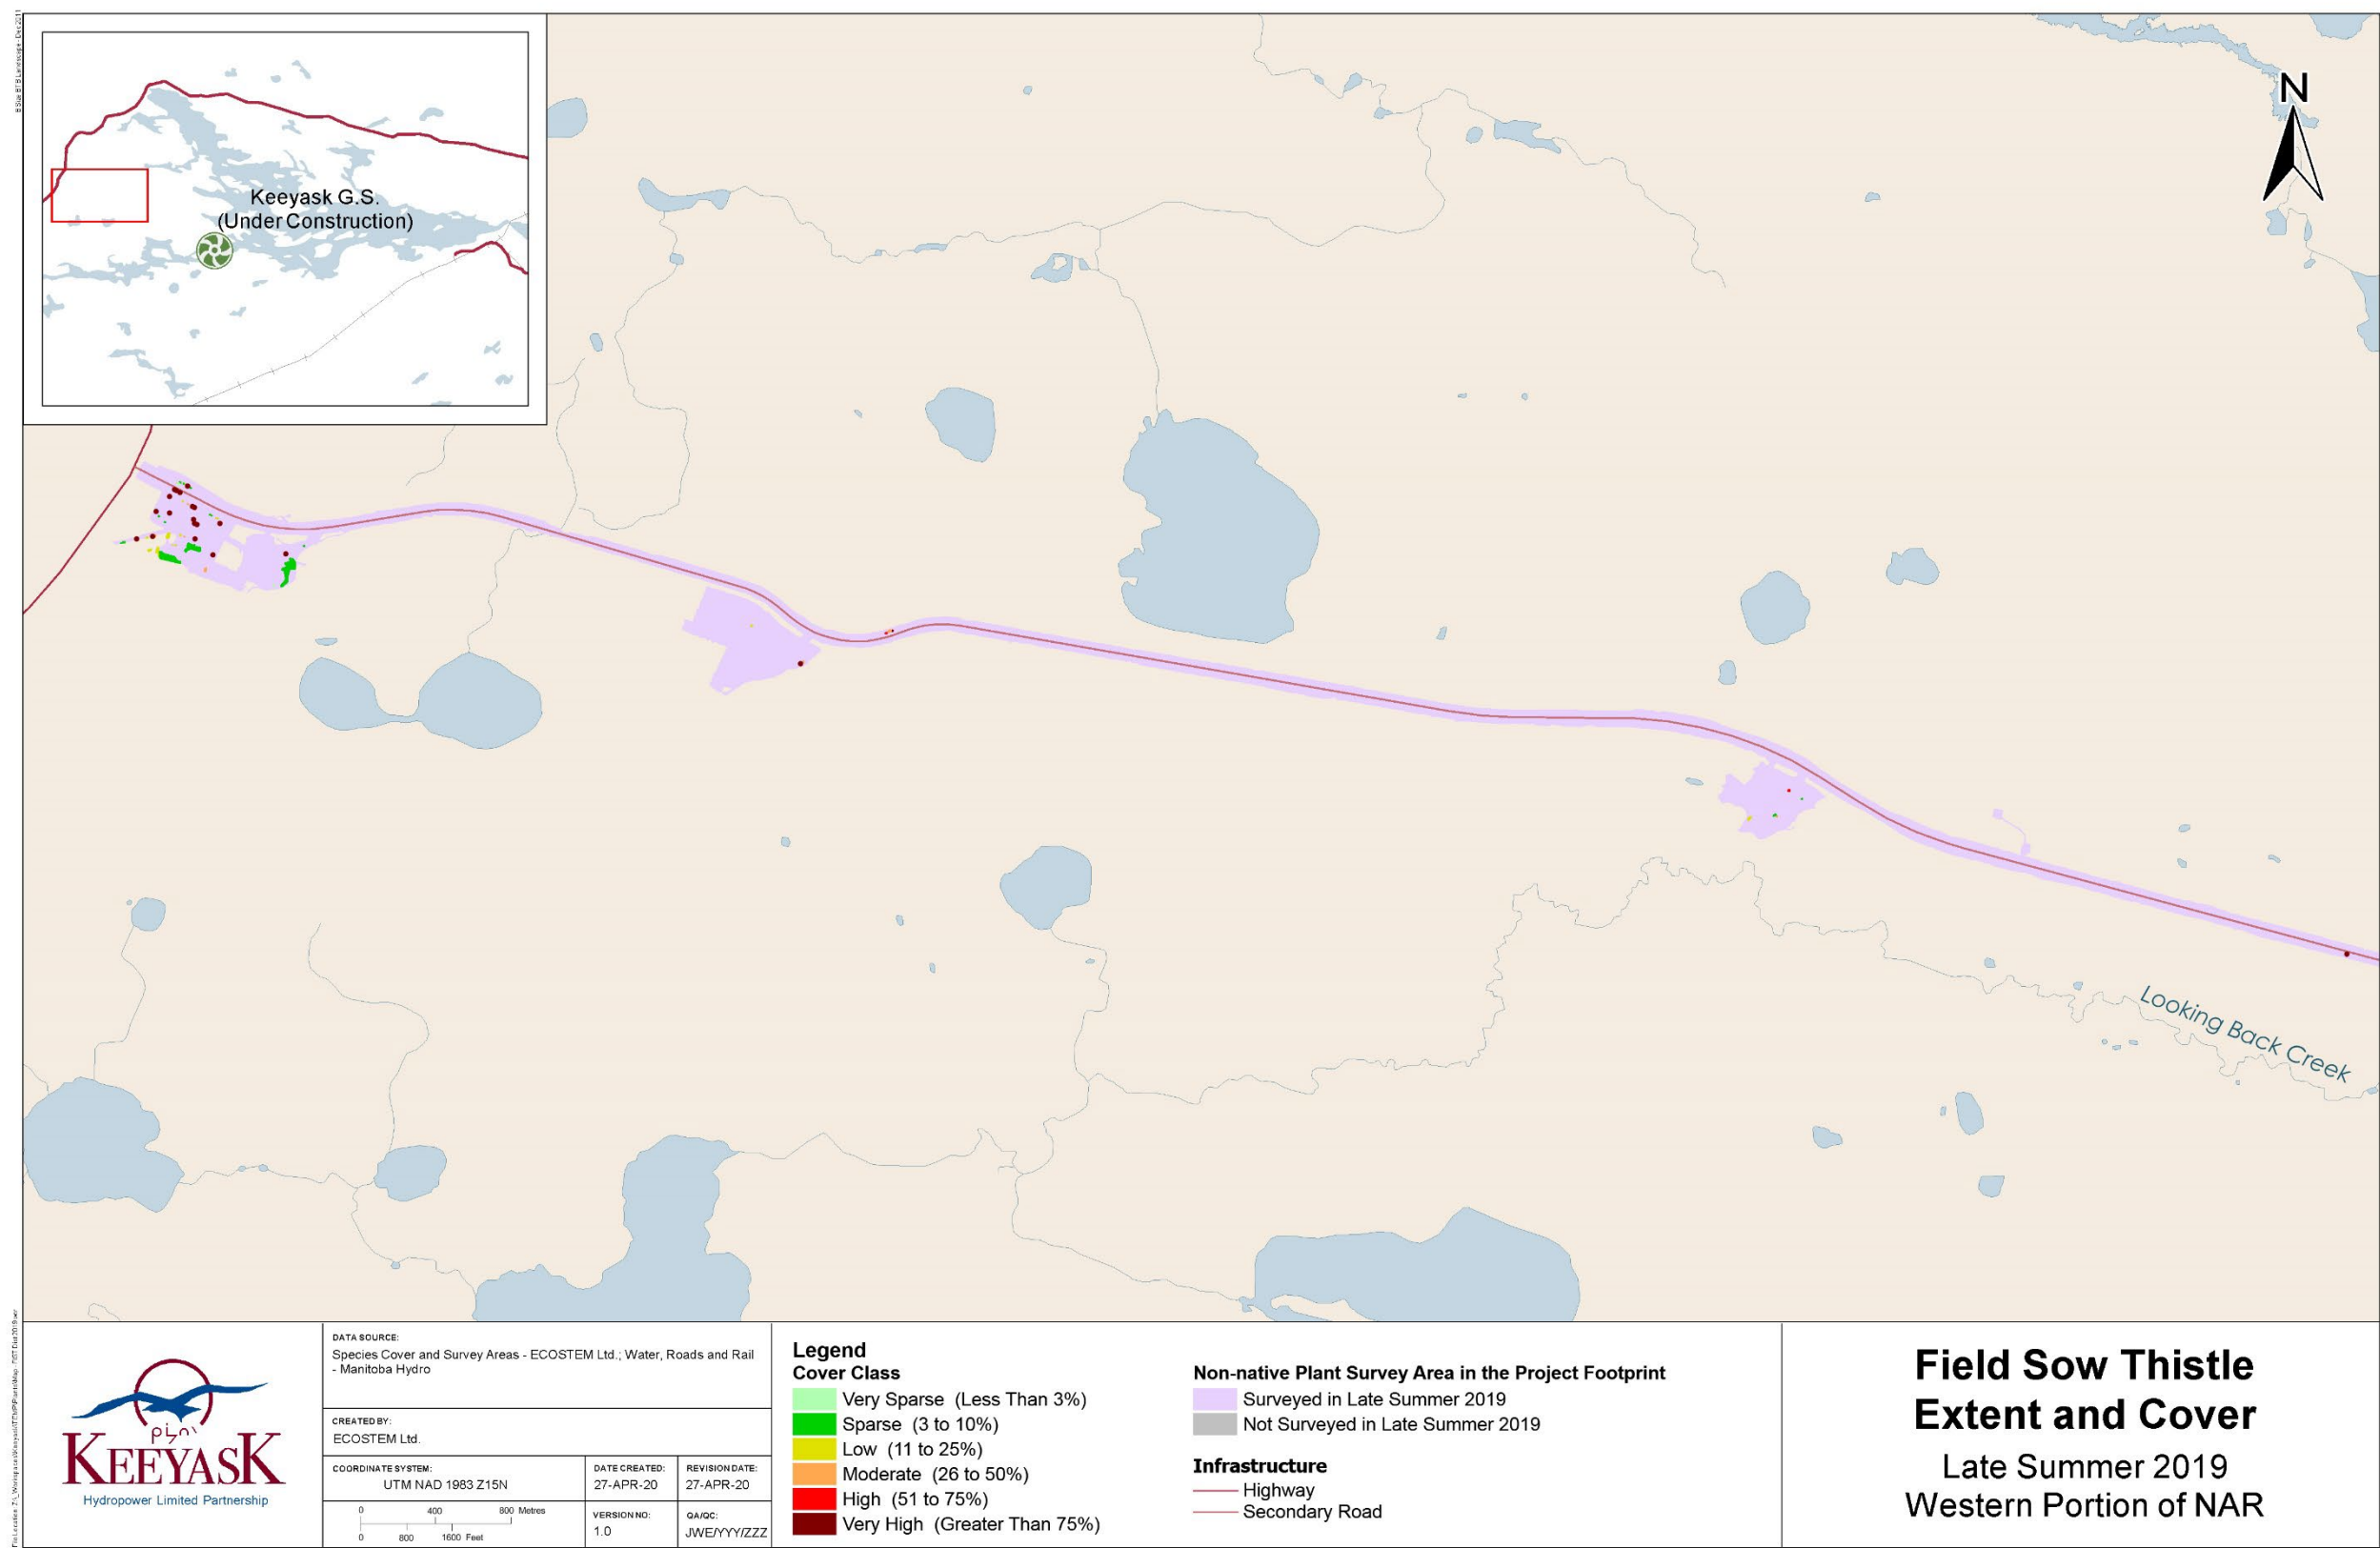 N
Keeyask G.S.
(Under Construction)
Looking Back Creek
KEEYASK
Hydropower Limited Partnership
DATA SOURCE:
Species Cover and Survey Areas - ECOSTEM Ltd.; Water, Roads and Rail
- Manitoba Hydro
CREATED BY:
ECOSTEM Ltd.
COORDINATE SYSTEM:
UTM NAD 1983 Z15N
DATE CREATED:
27-APR-20
REVISION DATE:
27-APR-20
0 400 800 Metres
0 800 1600 Feet
VERSION NO:
1.0
QA/QC:
JWE/YYY/ZZZ
Legend
Cover Class
Very Sparse (Less Than 3%)
Sparse (3 to 10%)
Low (11 to 25%)
Moderate (26 to 50%)
High (51 to 75%)
Very High (Greater Than 75%)
Non-native Plant Survey Area in the Project Footprint
Surveyed in Late Summer 2019
Not Surveyed in Late Summer 2019
Infrastructure
Highway
Secondary Road
Field Sow Thistle
Extent and Cover
Late Summer 2019
Western Portion of NAR